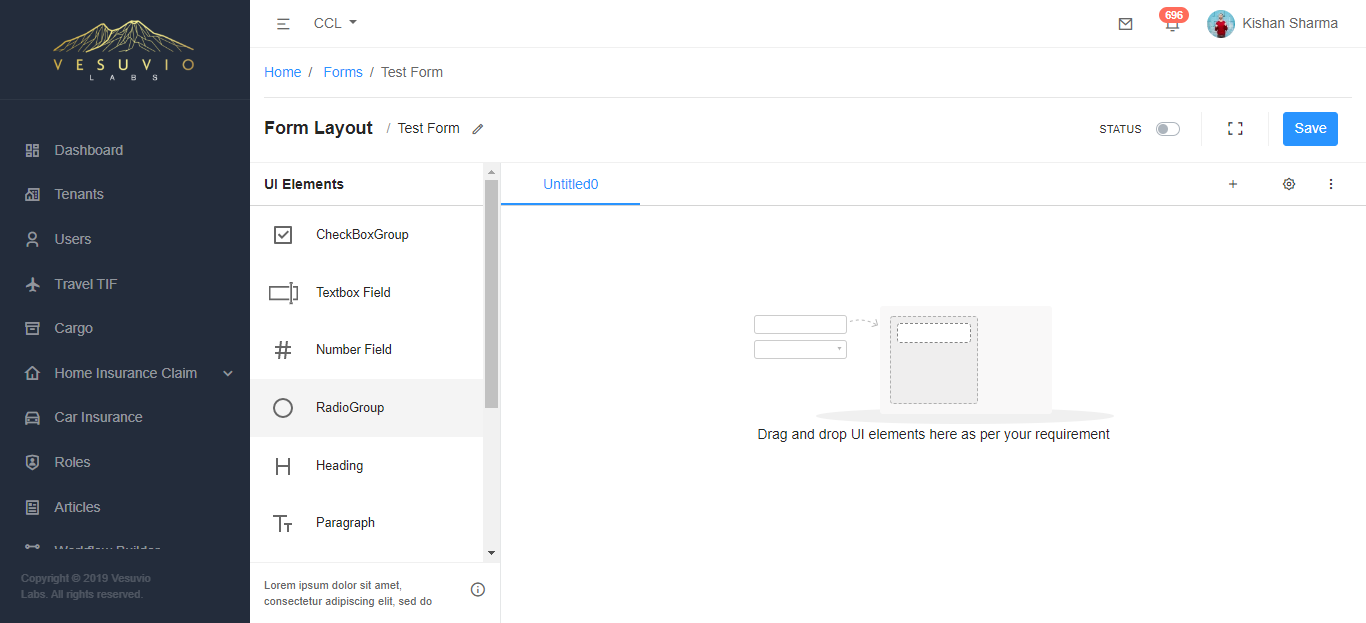 VESUVIO
LABS
CCL
696
Kishan Sharma
Home / Forms / Test Form
Form Layout / Test Form
STATUS
Save
Dashboard
Tenants
Users
Travel TIF
Cargo
Home Insurance Claim
Car Insurance
Roles
Articles
Workflow Builder
Copyright © 2019 Vesuvio
Labs. All rights reserved.
UI Elements
CheckBoxGroup
Textbox Field
Number Field
RadioGroup
Heading
Paragraph
Lorem ipsum dolor sit amet,
consectetur adipiscing elit, sed do
Untitled0
Drag and drop UI elements here as per your requirement